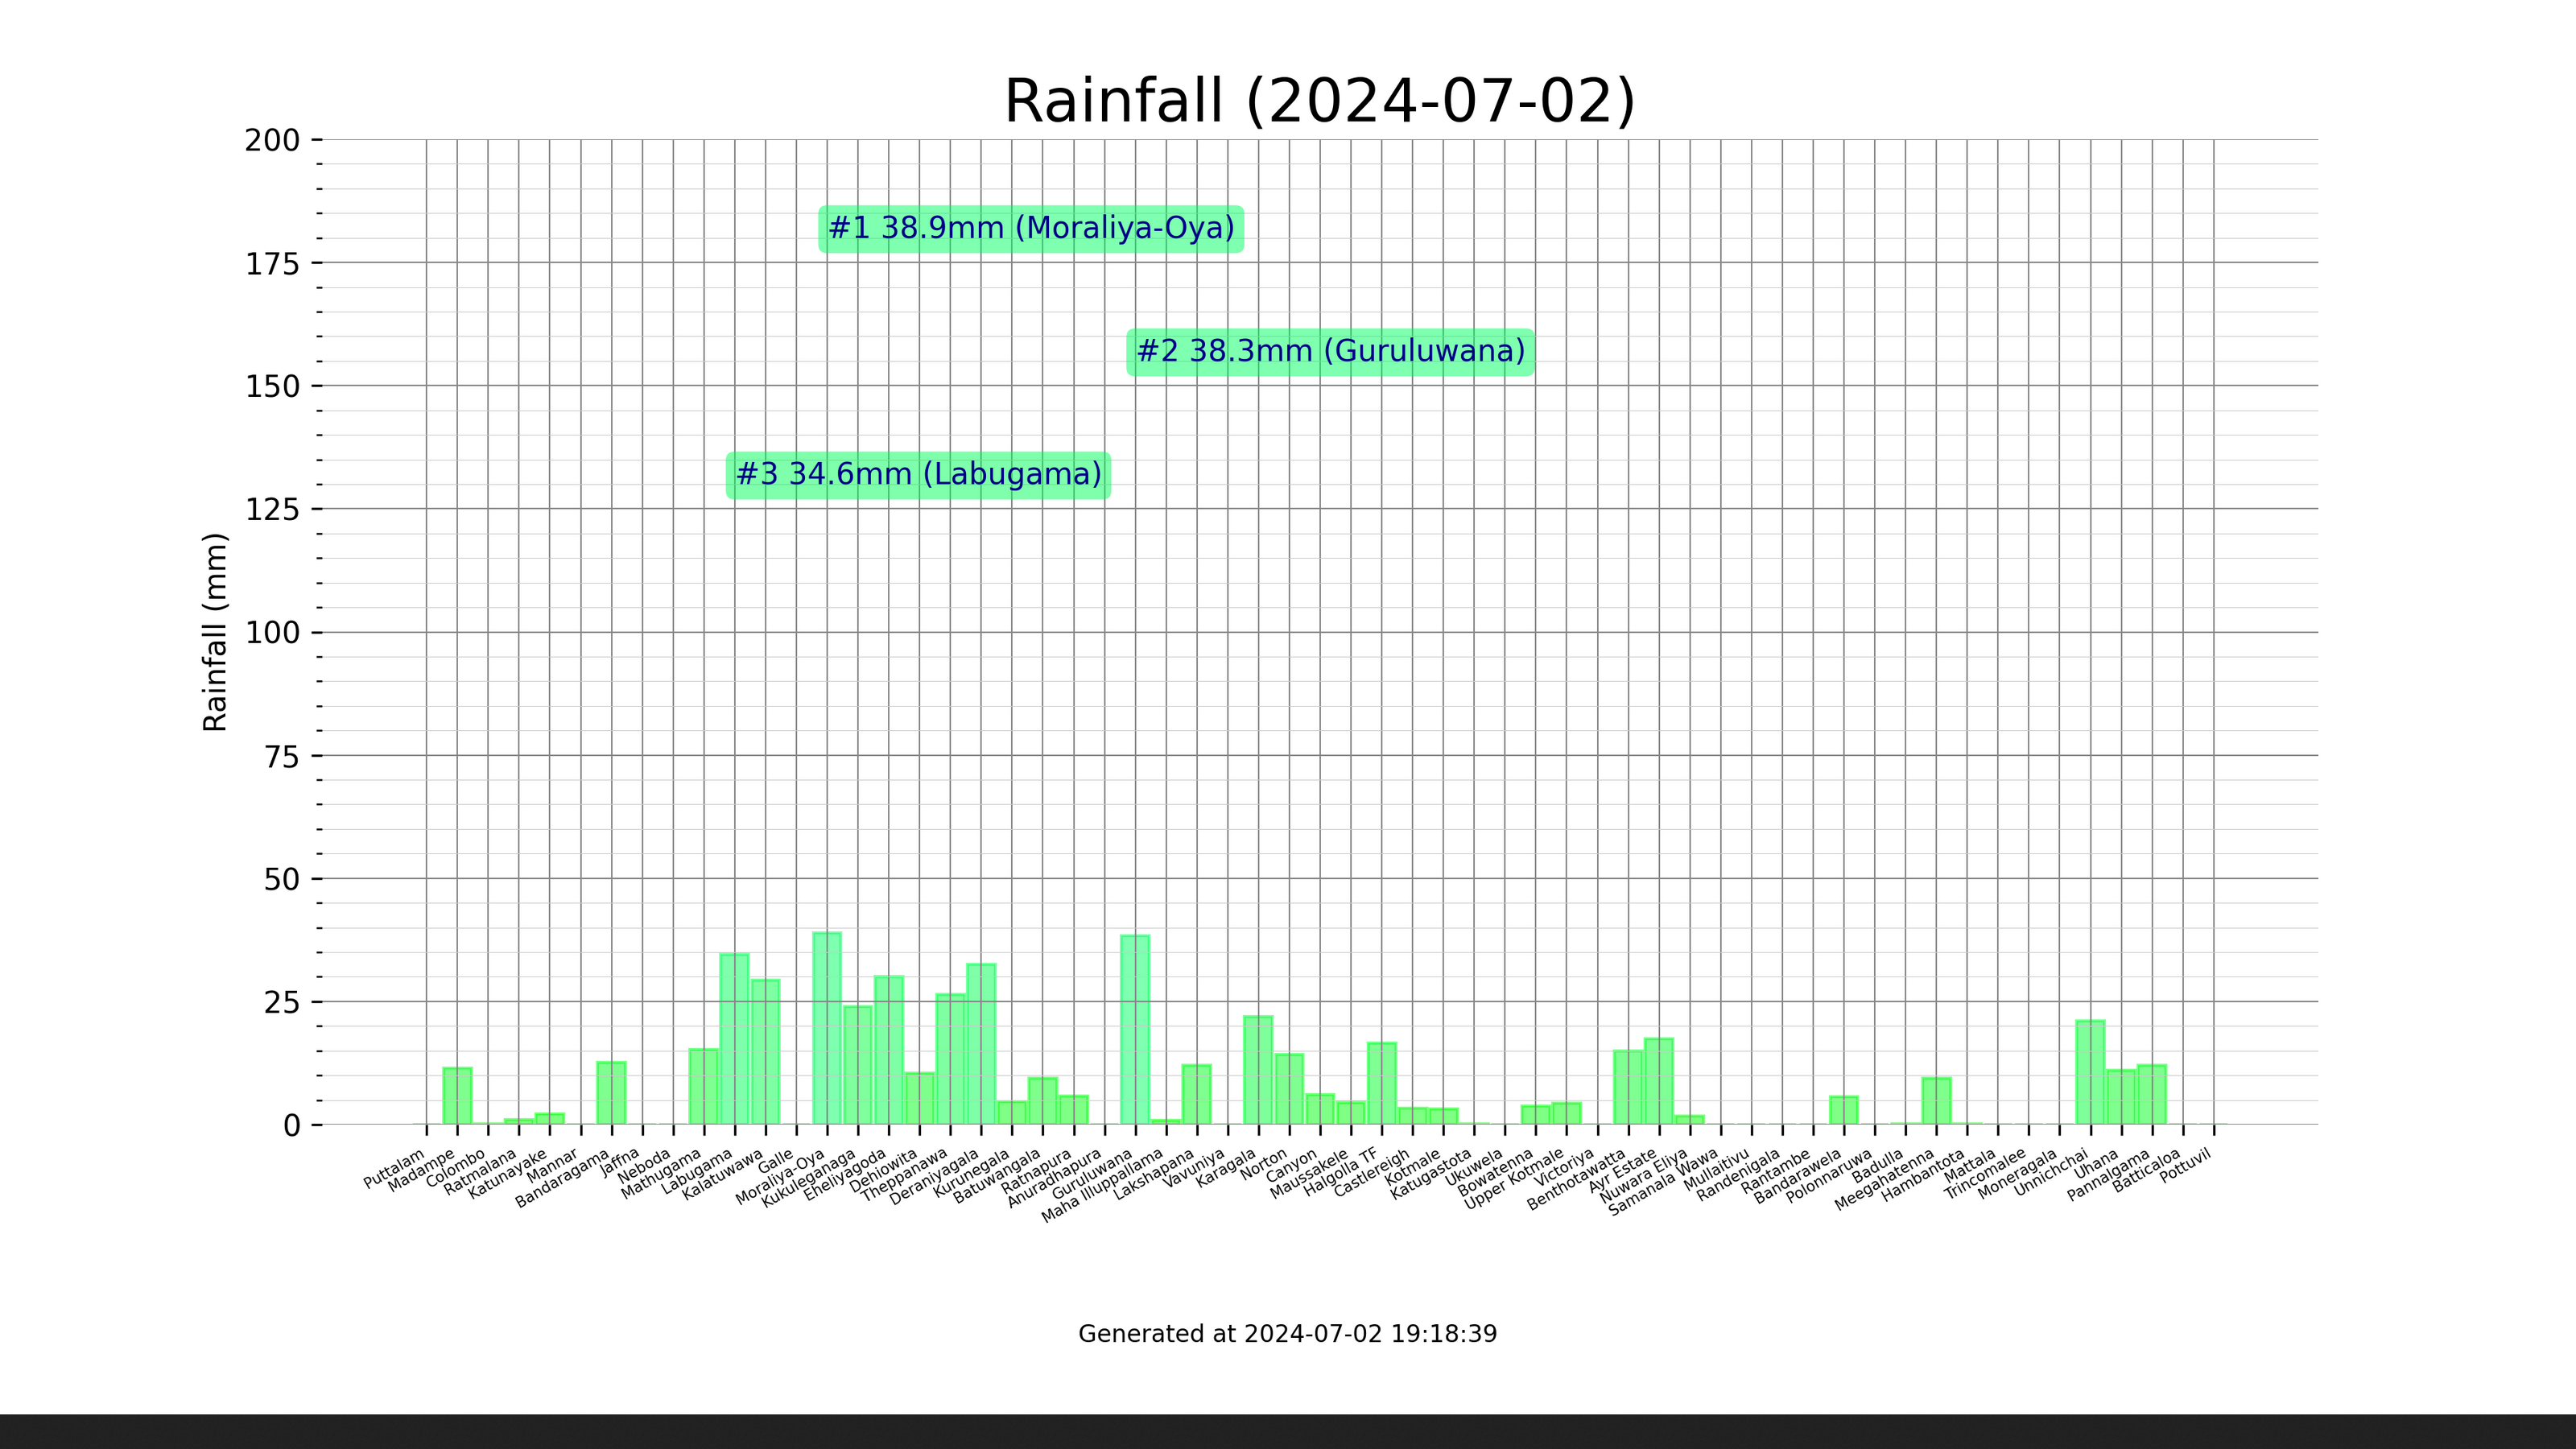 Rainfall (2024-07-02)
200
175
150
125
100
75
50
25
0
Rainfall (mm)
#1 38.9mm (Moraliya-Oya)
#2 38.3mm (Guruluwana)
#3 34.6mm (Labugama)
Puttalam
Madampe
Colombo
Ratmalana
Katunayake
Mannar
Bandaragama
Jaffna
Neboda
Mathugama
Labugama
Kalatuwawa
Galle
Moraliya-Oya
Kukuleganaga
Eheliyagoda
Dehiowita
Theppanawa
Deraniyagala
Kurunegala
Batuwangala
Ratnapura
Anuradhapura
Guruluwana
Maha Illuppallama
Lakshapana
Vavuniya
Karagala
Norton
Canyon
Maussakele
Halgolla TF
Castlereigh
Kotmale
Katugastota
Ukuwela
Bowatenna
Upper Kotmale
Victoriya
Benthotawatta
Ayr Estate
Nuwara Eliya
Samanala Wawa
Mullaitivu
Randenigala
Rantambe
Bandarawela
Polonnaruwa
Badulla
Meegahatenna
Hambantota
Mattala
Trincomalee
Moneragala
Unnichchai
Uhana
Pannalgama
Batticaloa
Pottuvil
Generated at 2024-07-02 19:18:39